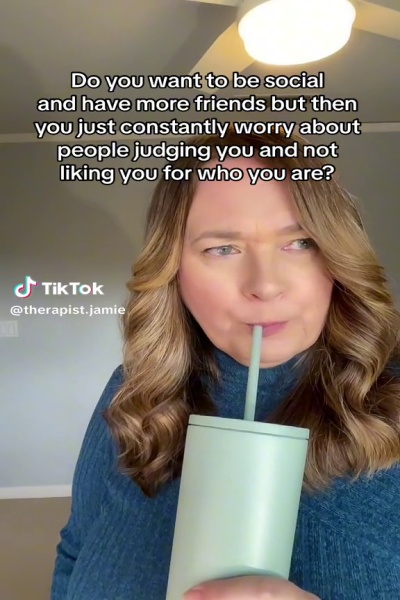 Do you want to be social
and have more friends but then
you just constantly worry about
people judging you and not
liking you for who you are?
TikTok
@therapist.jamie